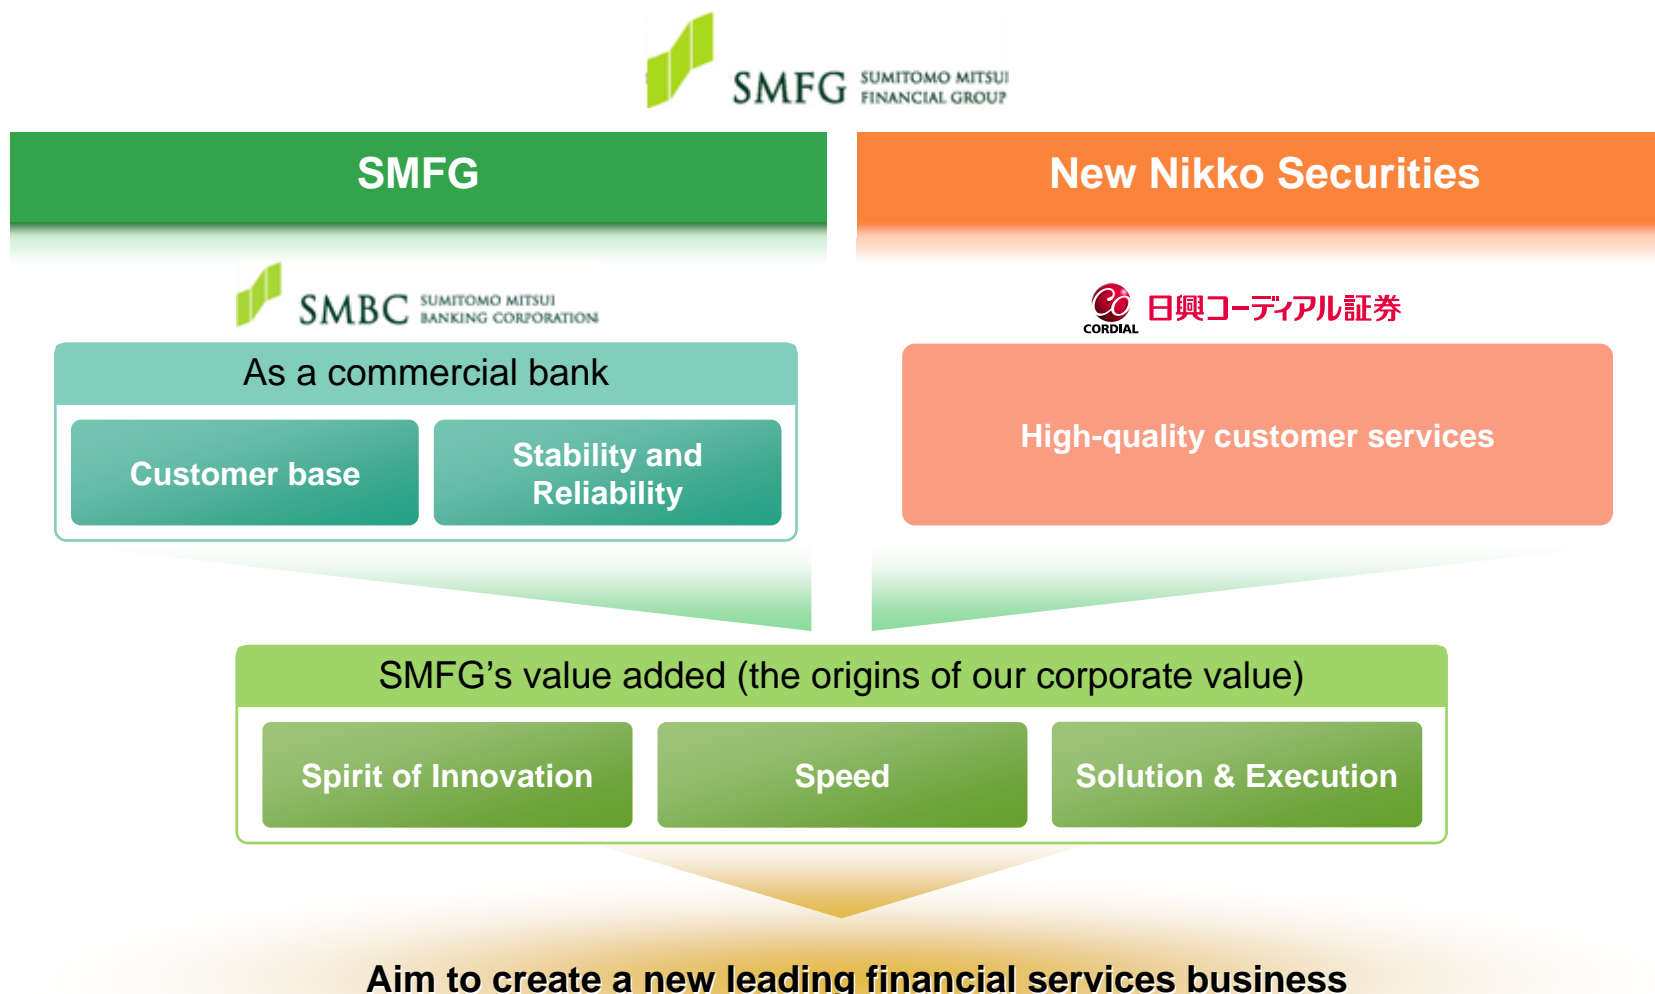 SMFG SUMITOMO MITSUI
FINANCIAL GROUP
SMFG
New Nikko Securities
SMBC SUMITOMO MITSUI
BANKING CORPORATION
CORDIAL
日興コーディアル証券
As a commercial bank
Customer base
Stability and
Reliability
High-quality customer services
SMFG's value added (the origins of our corporate value)
Spirit of Innovation
Speed
Solution & Execution
Aim to create a new leading financial services business